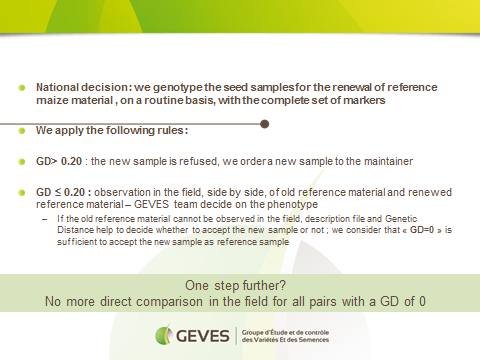 National decision : we genotype the seed samples for the renewal of reference
maize material , on a routine basis, with the complete set of markers
We apply the following rules :
GD> 0.20 : the new sample is refused, we order a new sample to the maintainer
GD ≤ 0.20 : observation in the field, side by side, of old reference material and renewed
reference material – GEVES team decide on the phenotype
– If the old reference material cannot be observed in the field, description file and Genetic
Distance help to decide whether to accept the new sample or not ; we consider that « GD=0 » is
sufficient to accept the new sample as reference sample
One step further?
No more direct comparison in the field for all pairs with a GD of 0
GEVES
Groupe d'Étude et de contrôle
des Variétés Et des Semences